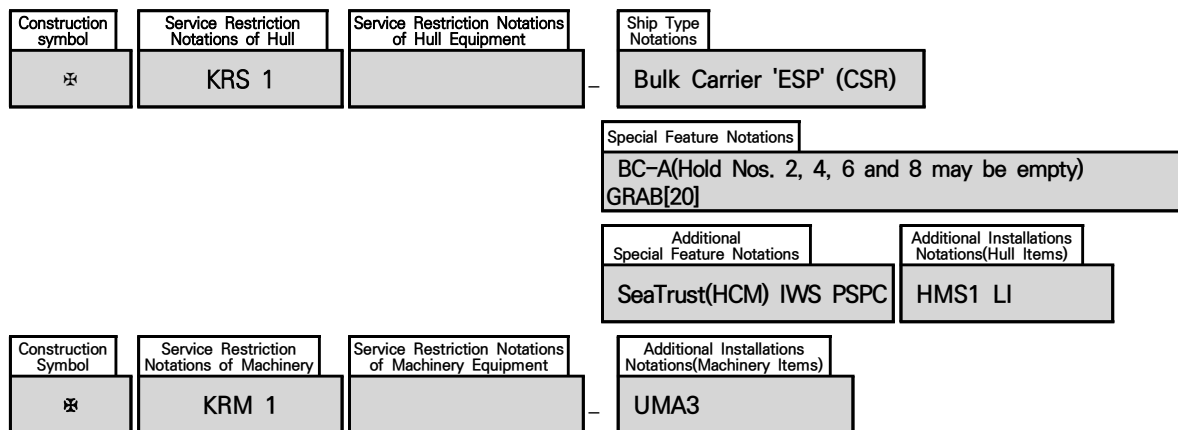 Construction symbol
Service Restriction Notations of Hull
Service Restriction Notations of Hull Equipment
Ship Type Notations
✠
KRS 1
–
Bulk Carrier 'ESP' (CSR)
Special Feature Notations
BC-A(Hold Nos. 2, 4, 6 and 8 may be empty)
GRAB[20]
Additional
Special Feature Notations
Additional Installations
Notations(Hull Items)
SeaTrust(HCM) IWS PSPC
HMS1 LI
Construction Symbol
Service Restriction Notations of Machinery
Service Restriction Notations of Machinery Equipment
Additional Installations Notations(Machinery Items)
✠
KRM 1
–
UMA3